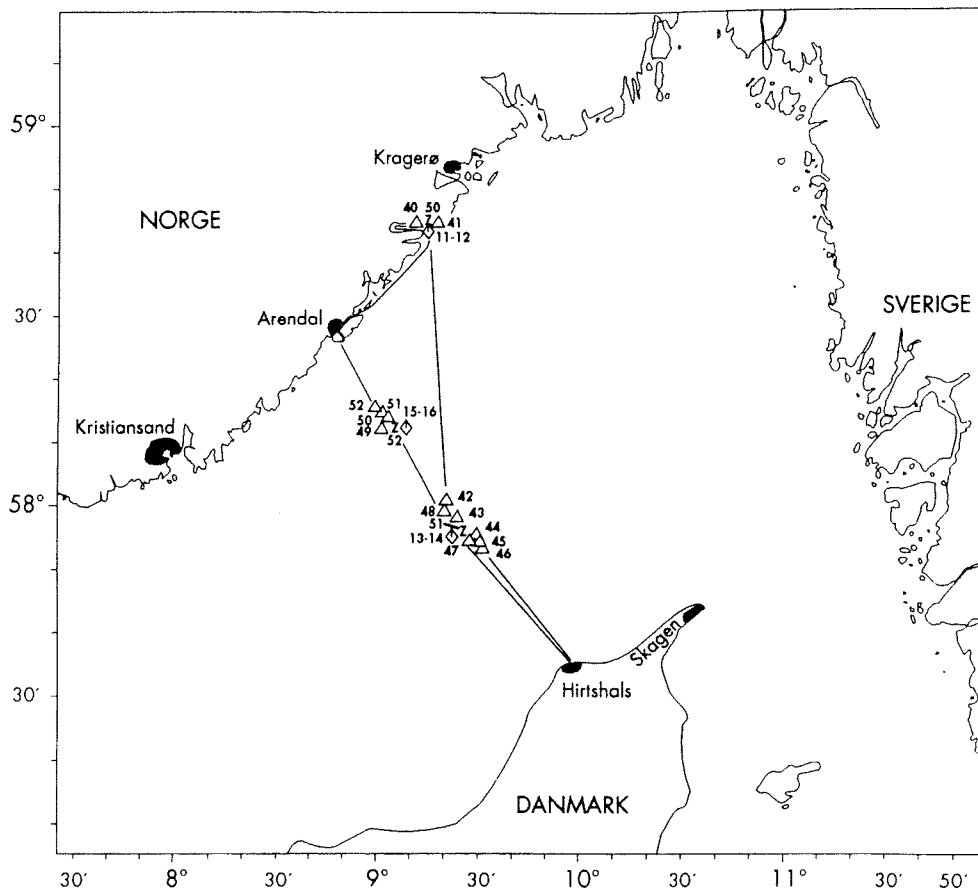 59°
Kragerø
NORGE
40 50
Z 41
11-12
30′
Arendal
SVERIGE
52 51
15-16
50
Z
49
52
Kristiansand
58°
42
48 43
51
44
Z
13-14
45
47
46
Skagen
30′
Hirtshals
DANMARK
30′ 8° 30′ 9° 30′ 10° 30′ 11° 30′ 50′